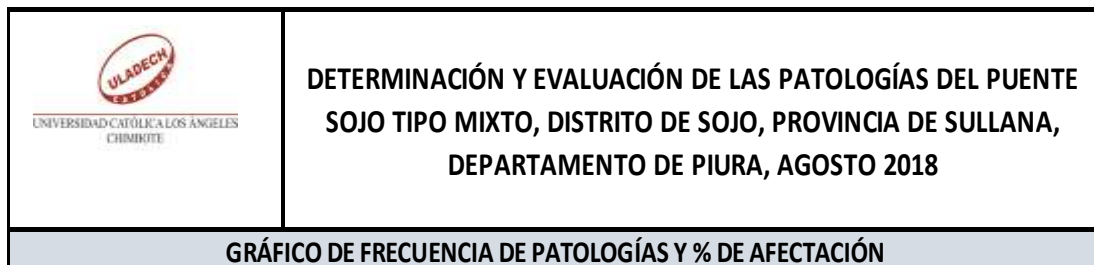 ULADECH
CATÓLICA
UNIVERSIDAD CATÓLICA LOS ÁNGELES
CHIMBOTE
DETERMINACIÓN Y EVALUACIÓN DE LAS PATOLOGÍAS DEL PUENTE
SOJO TIPO MIXTO, DISTRITO DE SOJO, PROVINCIA DE SULLANA,
DEPARTAMENTO DE PIURA, AGOSTO 2018
GRÁFICO DE FRECUENCIA DE PATOLOGÍAS Y % DE AFECTACIÓN